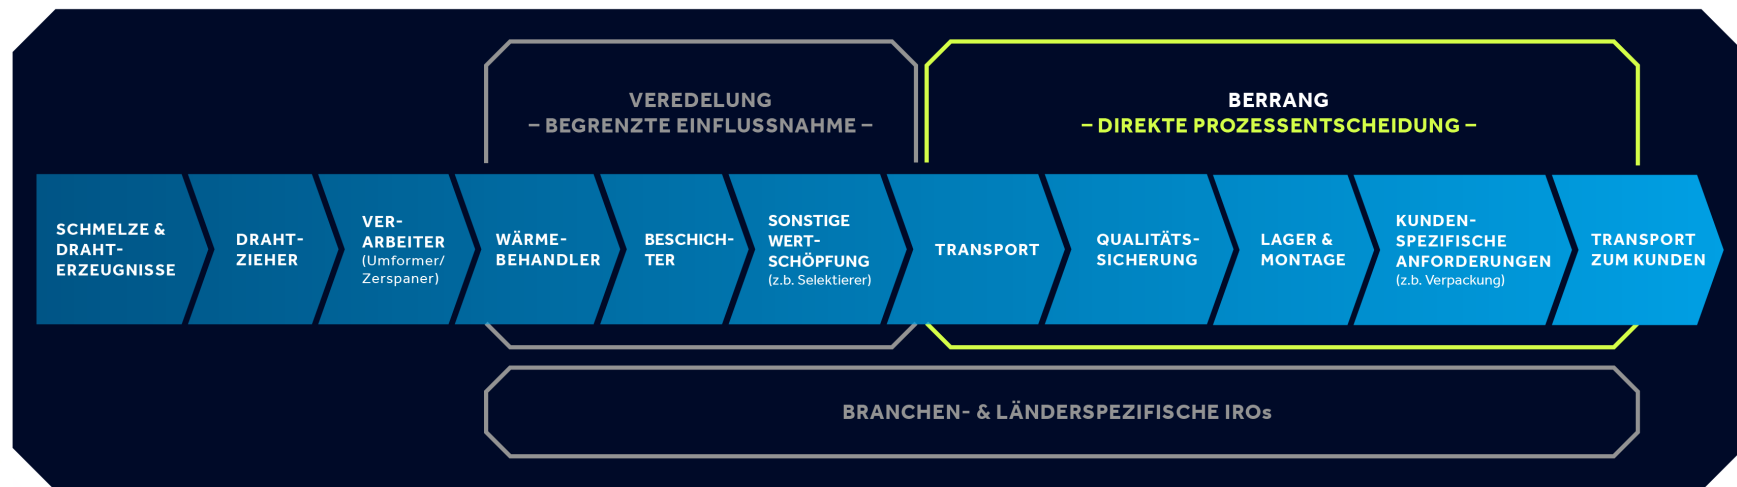 VEREDELUNG
– BEGRENZTE EINFLUSSNAHME –
BERRANG
– DIREKTE PROZESSENTSCHEIDUNG –
SCHMELZE &
DRAHT-
ERZEUGNISSE
DRAHT-
ZIEHER
VER-
ARBEITER
(Umformer/
Zerspaner)
WÄRME-
BEHANDLER
BESCHICH-
TER
SONSTIGE
WERT-
SCHÖPFUNG
(z.b. Selektierer)
TRANSPORT
QUALITÄTS-
SICHERUNG
LAGER &
MONTAGE
KUNDEN-
SPEZIFISCHE
ANFORDERUNGEN
(z.b. Verpackung)
TRANSPORT
ZUM KUNDEN
BRANCHEN- & LÄNDERSPEZIFISCHE IROs